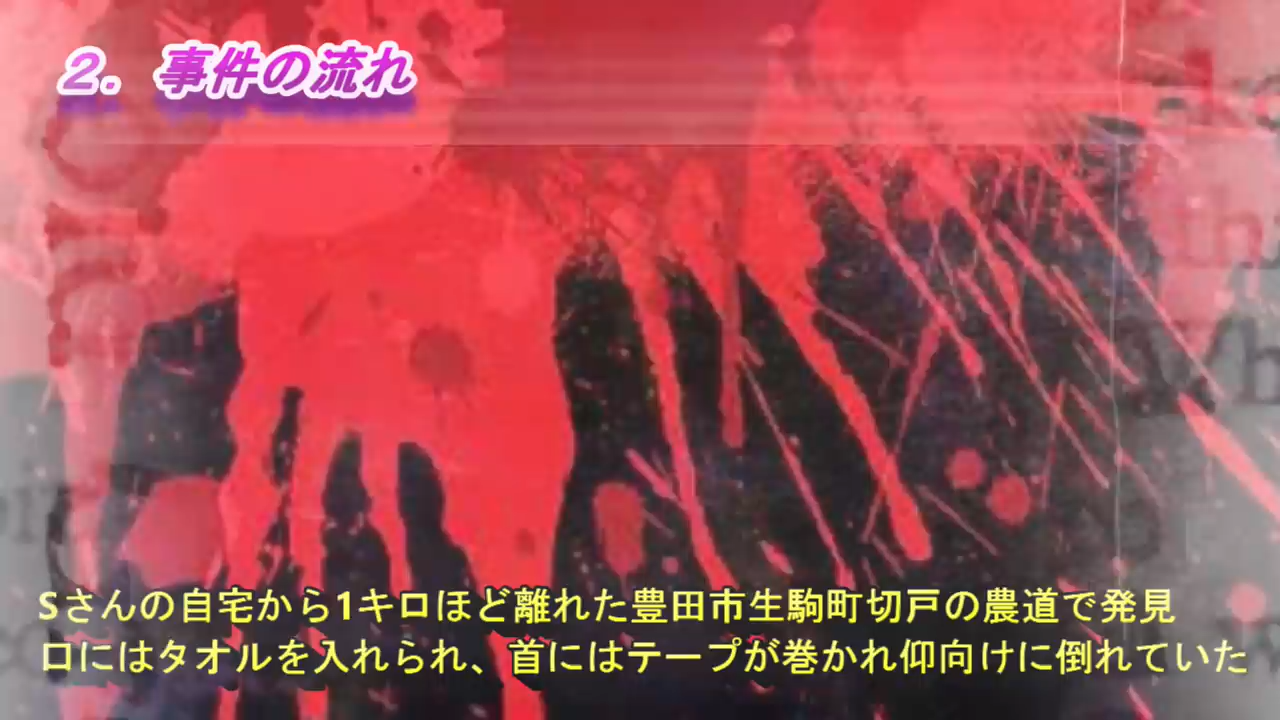 2. 事件の流れ
Sさんの自宅から1キロほど離れた豊田市生駒町切戸の農道で発見
口にはタオルを入れられ、首にはテープが巻かれ仰向けに倒れていた